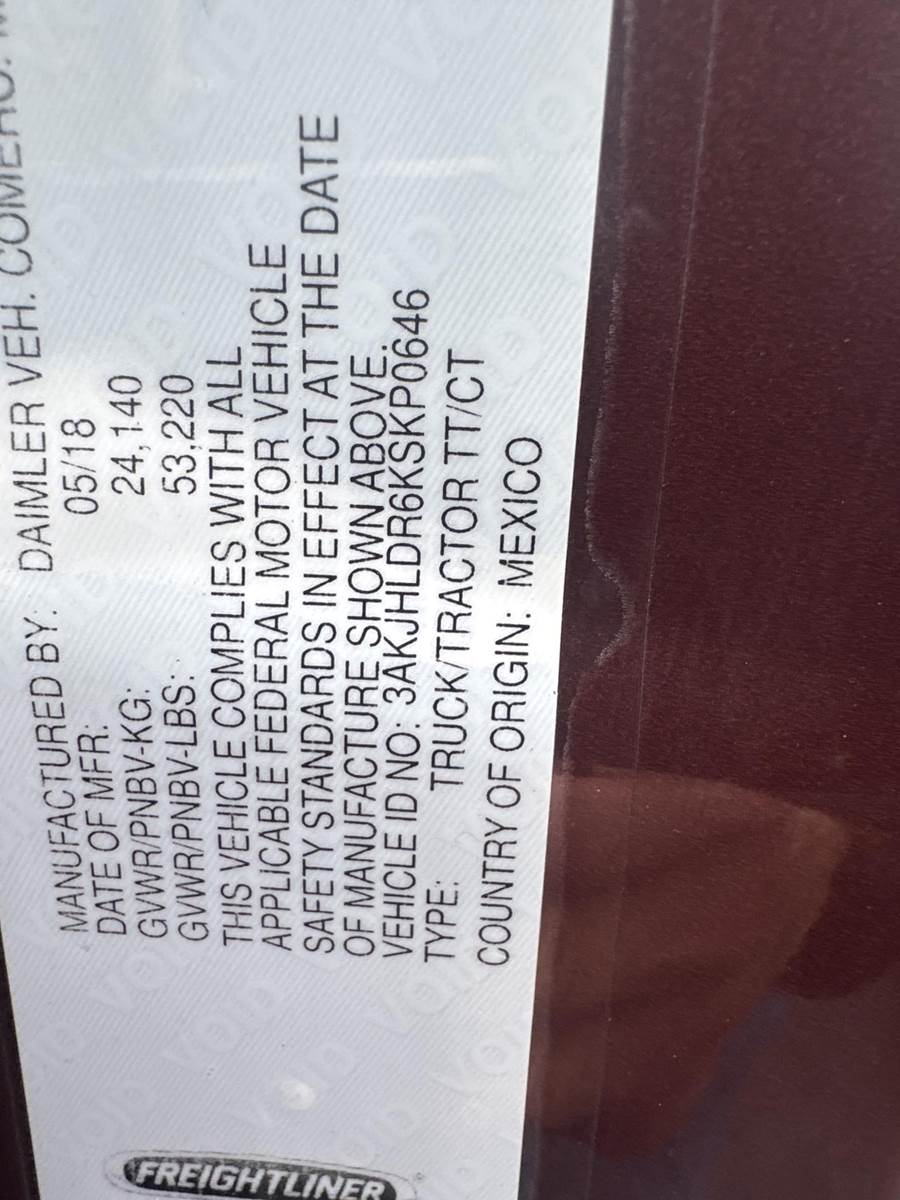 MANUFACTURED BY: DAIMLER VEH. COMERC.
DATE OF MFR: 05/18
GVWR/PNBV-KG: 24,140
GVWR/PNBV-LBS: 53,220
THIS VEHICLE COMPLIES WITH ALL
APPLICABLE FEDERAL MOTOR VEHICLE
SAFETY STANDARDS IN EFFECT AT THE DATE
OF MANUFACTURE SHOWN ABOVE.
VEHICLE ID NO: 3AKJHLDR6KSKP0646
TYPE: TRUCK/TRACTOR TT/CT
COUNTRY OF ORIGIN: MEXICO
FREIGHTLINER